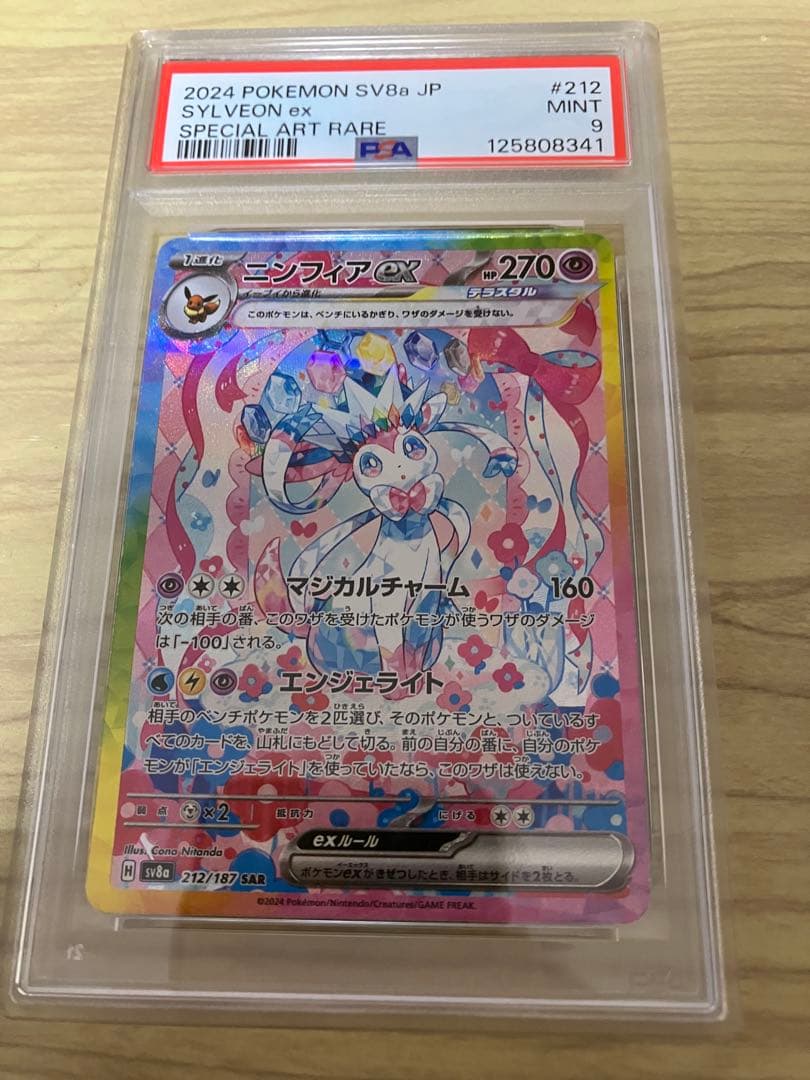 2024 POKEMON SV8a JP #212
SYLVEON ex MINT
SPECIAL ART RARE 9
PSA 125808341
1進化 ニンフィアex HP270
イーブイから進化 テラスタル
このポケモンは、ベンチにいるかぎり、ワザのダメージを受けない。
マジカルチャーム 160
次の相手の番、このワザを受けたポケモンが使うワザのダメージ
は「-100」される。
エンジェライト
相手のベンチポケモンを2匹選び、そのポケモンと、ついているす
べてのカードを、山札にもどして切る。前の自分の番に、自分のポケ
モンが「エンジェライト」を使っていたなら、このワザは使えない。
弱点 ×2 抵抗力 にげる
exルール
ポケモンexがきぜつしたとき、相手はサイドを2枚とる。
Illus. Cona Nitanda
H sv8a 212/187 SAR
©2024 Pokémon/Nintendo/Creatures/GAME FREAK.